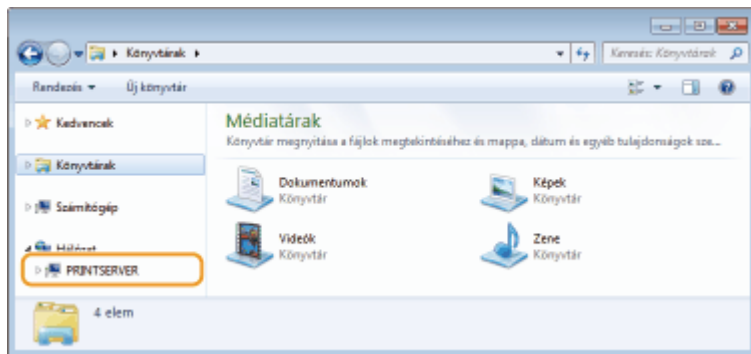 Könyvtárak
Keresés: Könyvtárak
Rendezés
Új könyvtár
Kedvencek
Könyvtárak
Számítógép
Hálózat
PRINTSERVER
Médiatárak
Könyvtár megnyitása a fájlok megtekintéséhez és mappa, dátum és egyéb tulajdonságok sze...
Dokumentumok
Könyvtár
Képek
Könyvtár
Videók
Könyvtár
Zene
Könyvtár
4 elem